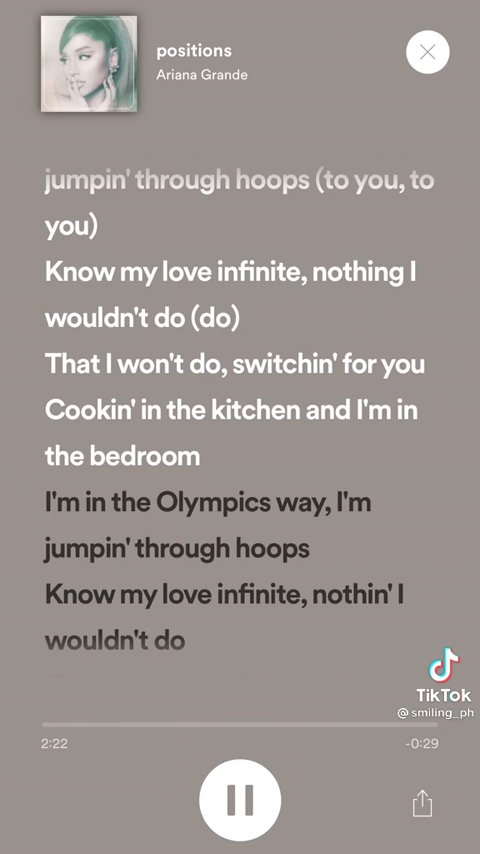 positions
Ariana Grande
jumpin' through hoops (to you, to
you)
Know my love infinite, nothing I
wouldn't do (do)
That I won't do, switchin' for you
Cookin' in the kitchen and I'm in
the bedroom
I'm in the Olympics way, I'm
jumpin' through hoops
Know my love infinite, nothin' I
wouldn't do
TikTok
@smiling_ph
2:22
-0:29